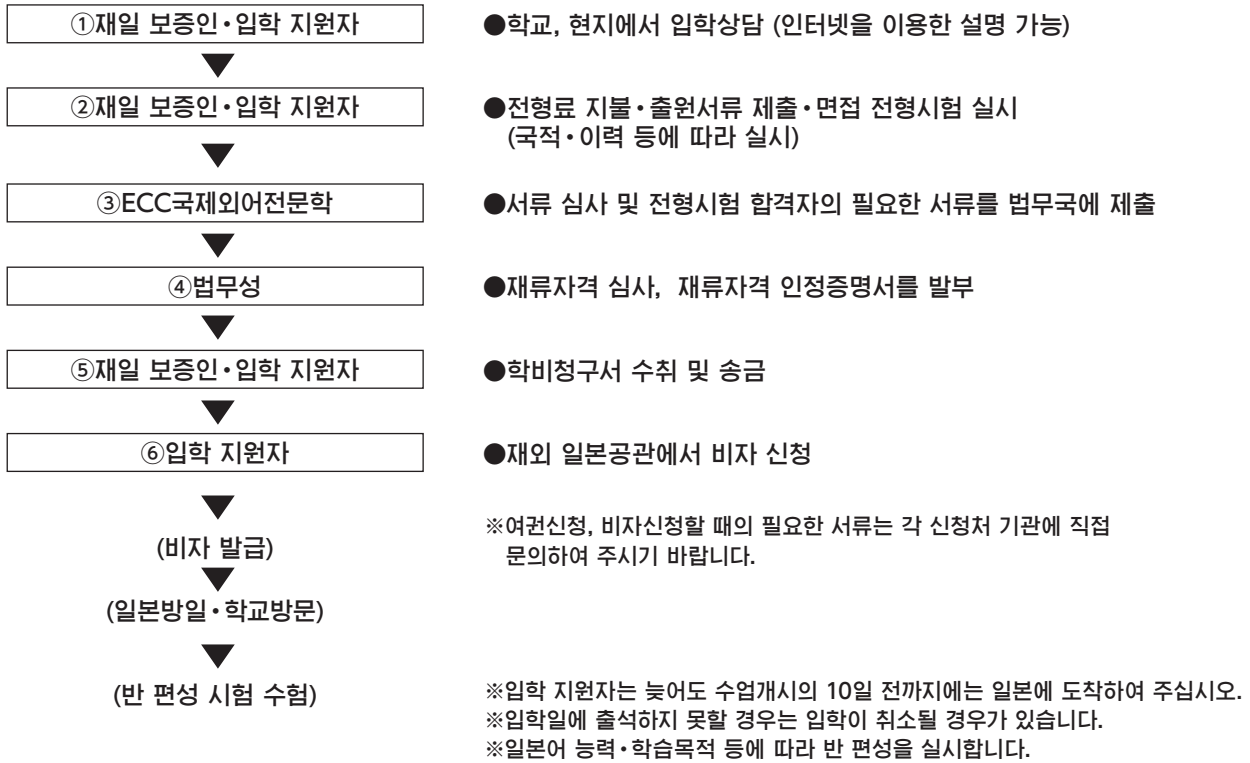 ①재일 보증인•입학 지원자
●학교, 현지에서 입학상담 (인터넷을 이용한 설명 가능)
②재일 보증인•입학 지원자
●전형료 지불•출원서류 제출•면접 전형시험 실시
(국적•이력 등에 따라 실시)
③ECC국제외어전문학
●서류 심사 및 전형시험 합격자의 필요한 서류를 법무국에 제출
④법무성
●재류자격 심사, 재류자격 인정증명서를 발부
⑤재일 보증인•입학 지원자
●학비청구서 수취 및 송금
⑥입학 지원자
●재외 일본공관에서 비자 신청
※여권신청, 비자신청할 때의 필요한 서류는 각 신청처 기관에 직접
문의하여 주시기 바랍니다.
(비자 발급)
(일본방일•학교방문)
(반 편성 시험 수험)
※입학 지원자는 늦어도 수업개시의 10일 전까지에는 일본에 도착하여 주십시오.
※입학일에 출석하지 못할 경우는 입학이 취소될 경우가 있습니다.
※일본어 능력•학습목적 등에 따라 반 편성을 실시합니다.